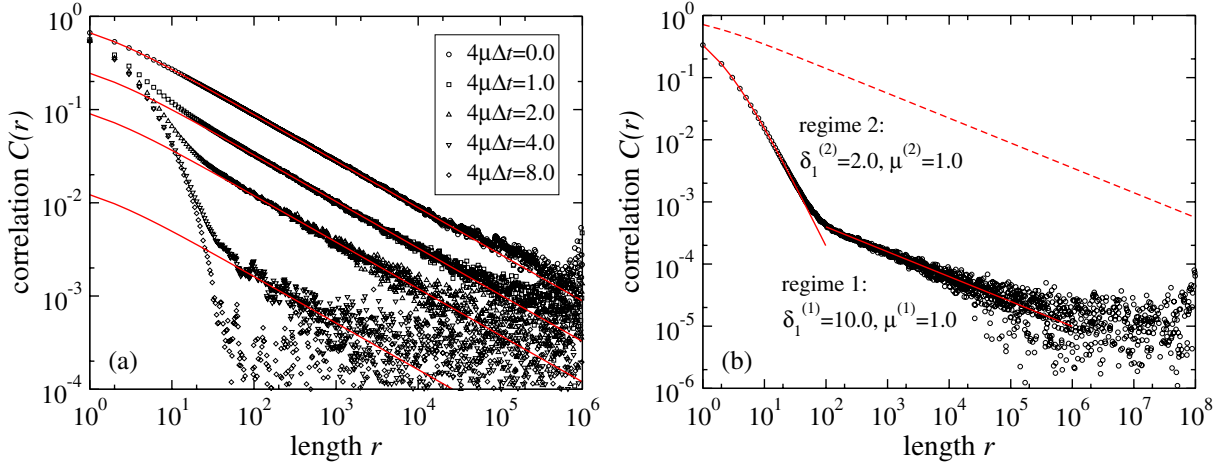 10^0
10^-1
10^-2
10^-3
10^-4
correlation C(r)
4μΔt=0.0
4μΔt=1.0
4μΔt=2.0
4μΔt=4.0
4μΔt=8.0
(a)
10^0 10^1 10^2 10^3 10^4 10^5 10^6
length r
10^1
10^0
10^-1
10^-2
10^-3
10^-4
10^-5
10^-6
correlation C(r)
regime 2:
δ_1^(2)=2.0, μ^(2)=1.0
regime 1:
δ_1^(1)=10.0, μ^(1)=1.0
(b)
10^0 10^1 10^2 10^3 10^4 10^5 10^6 10^7 10^8
length r